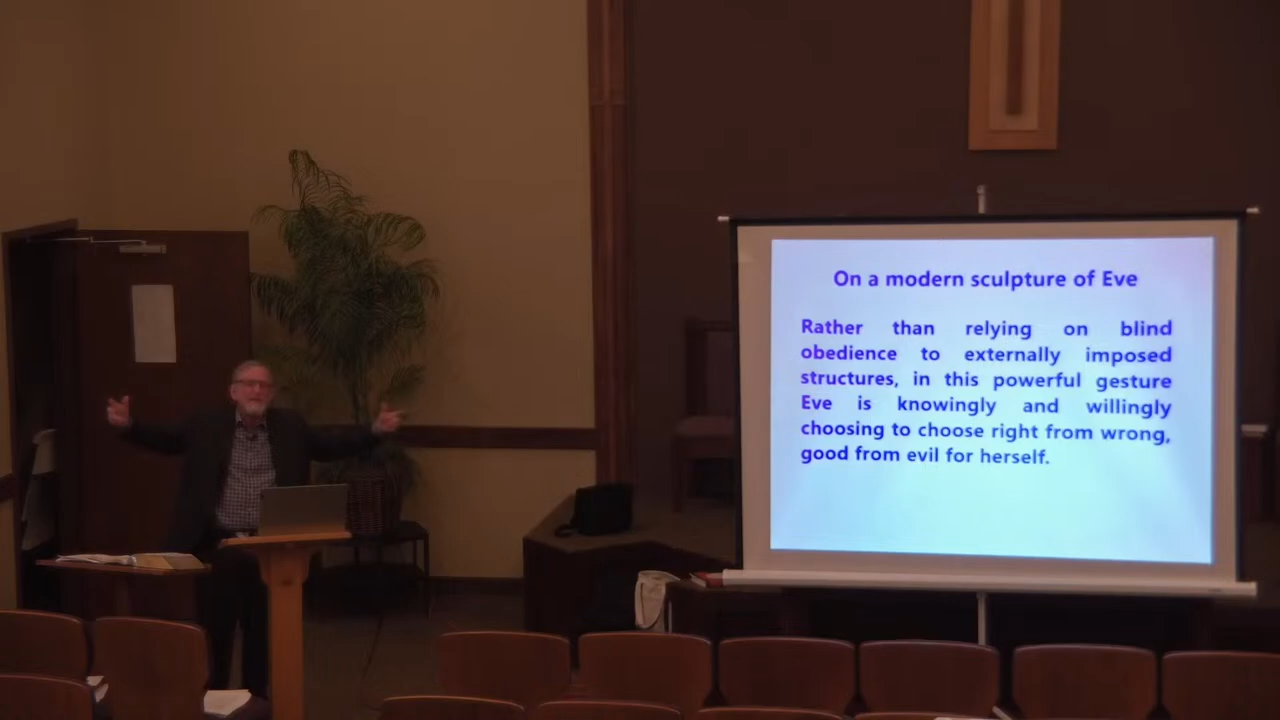 On a modern sculpture of Eve
Rather than relying on blind
obedience to externally imposed
structures, in this powerful gesture
Eve is knowingly and willingly
choosing to choose right from wrong,
good from evil for herself.